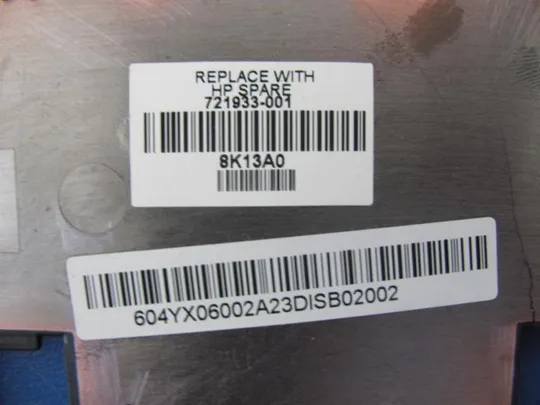 REPLACE WITH
HP SPARE
721933-001
8K13A0
604YX06002A23DISB02002